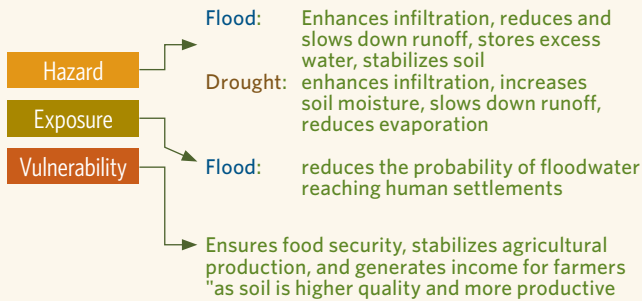 Hazard
Exposure
Vulnerability
Flood: Enhances infiltration, reduces and
slows down runoff, stores excess
water, stabilizes soil
Drought: enhances infiltration, increases
soil moisture, slows down runoff,
reduces evaporation
Flood: reduces the probability of floodwater
reaching human settlements
Ensures food security, stabilizes agricultural
production, and generates income for farmers
"as soil is higher quality and more productive